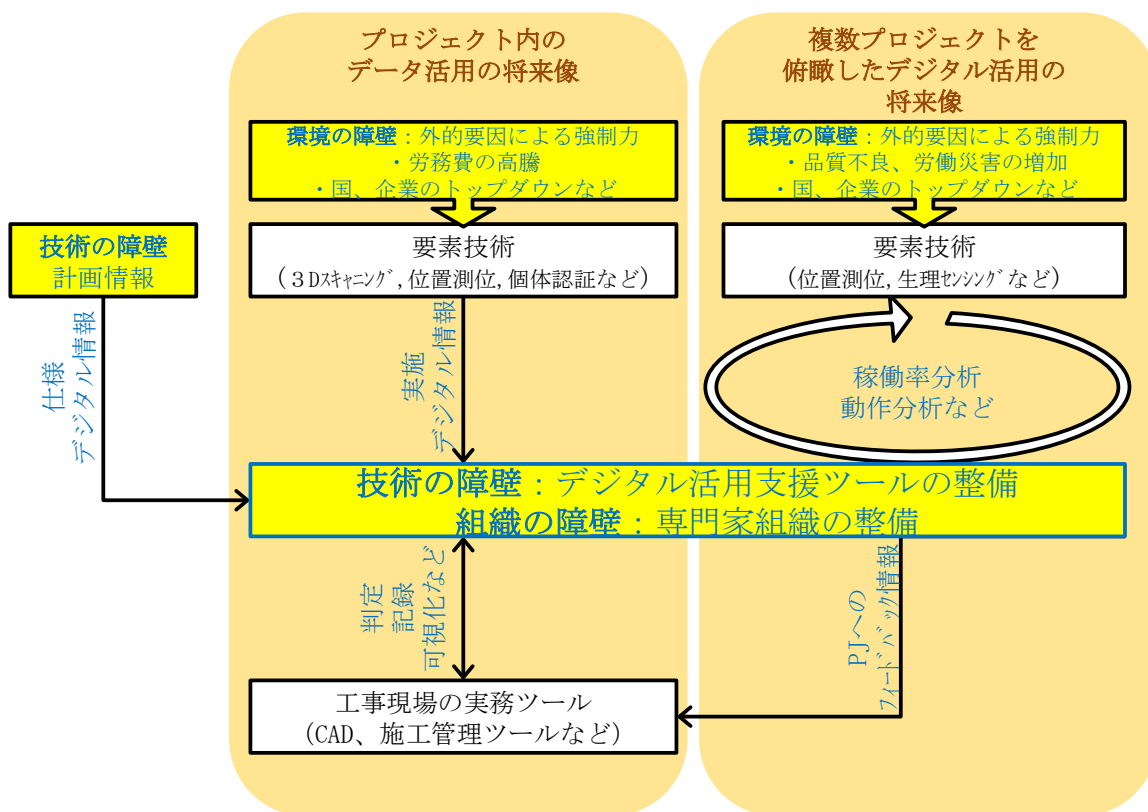 プロジェクト内の
データ活用の将来像
複数プロジェクトを
俯瞰したデジタル活用の
将来像
環境の障壁：外的要因による強制力
・労務費の高騰
・国、企業のトップダウンなど
環境の障壁：外的要因による強制力
・品質不良、労働災害の増加
・国、企業のトップダウンなど
技術の障壁
計画情報
要素技術
(３Dｽｷｬﾆﾝｸﾞ,位置測位,個体認証など)
要素技術
(位置測位,生理ｾﾝｼﾝｸﾞなど)
仕様
デジタル情報
実施
デジタル情報
稼働率分析
動作分析など
技術の障壁：デジタル活用支援ツールの整備
組織の障壁：専門家組織の整備
判定
記録
可視化など
PJへの
ﾌｨｰﾄﾞﾊﾞｯｸ情報
工事現場の実務ツール
(CAD、施工管理ツールなど)